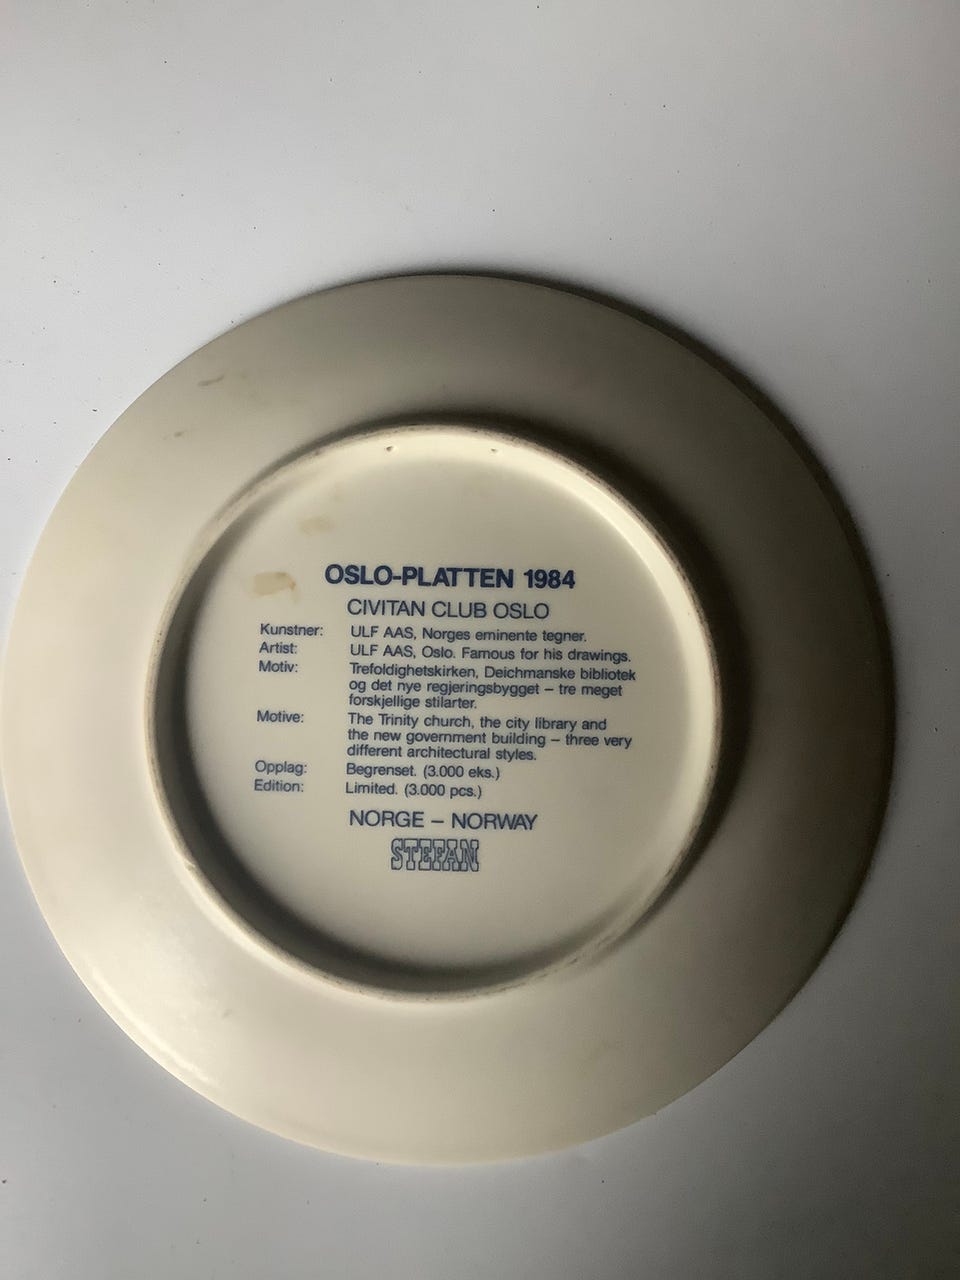 OSLO-PLATTEN 1984
CIVITAN CLUB OSLO
Kunstner: ULF AAS, Norges eminente tegner.
Artist: ULF AAS, Oslo. Famous for his drawings.
Motiv: Trefoldighetskirken, Deichmanske bibliotek
og det nye regjeringsbygget – tre meget
forskjellige stilarter.
Motive: The Trinity church, the city library and
the new government building – three very
different architectural styles.
Opplag: Begrenset. (3.000 eks.)
Edition: Limited. (3.000 pcs.)
NORGE – NORWAY
STEFAN